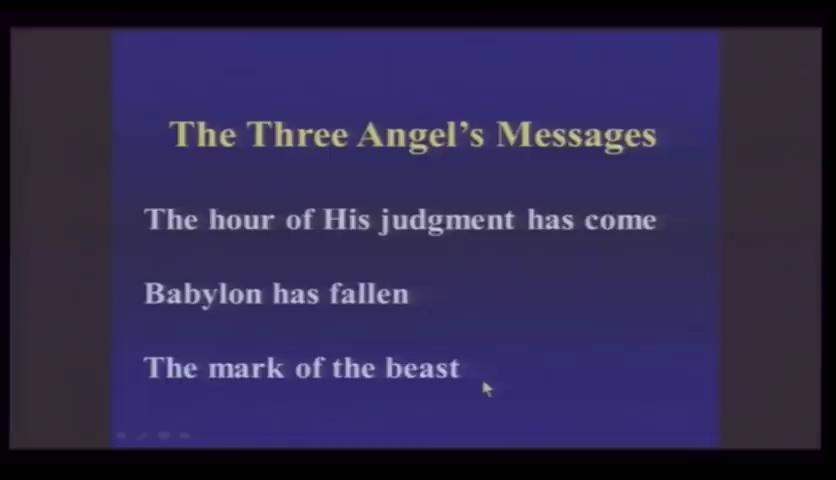 The Three Angel's Messages
The hour of His judgment has come
Babylon has fallen
The mark of the beast